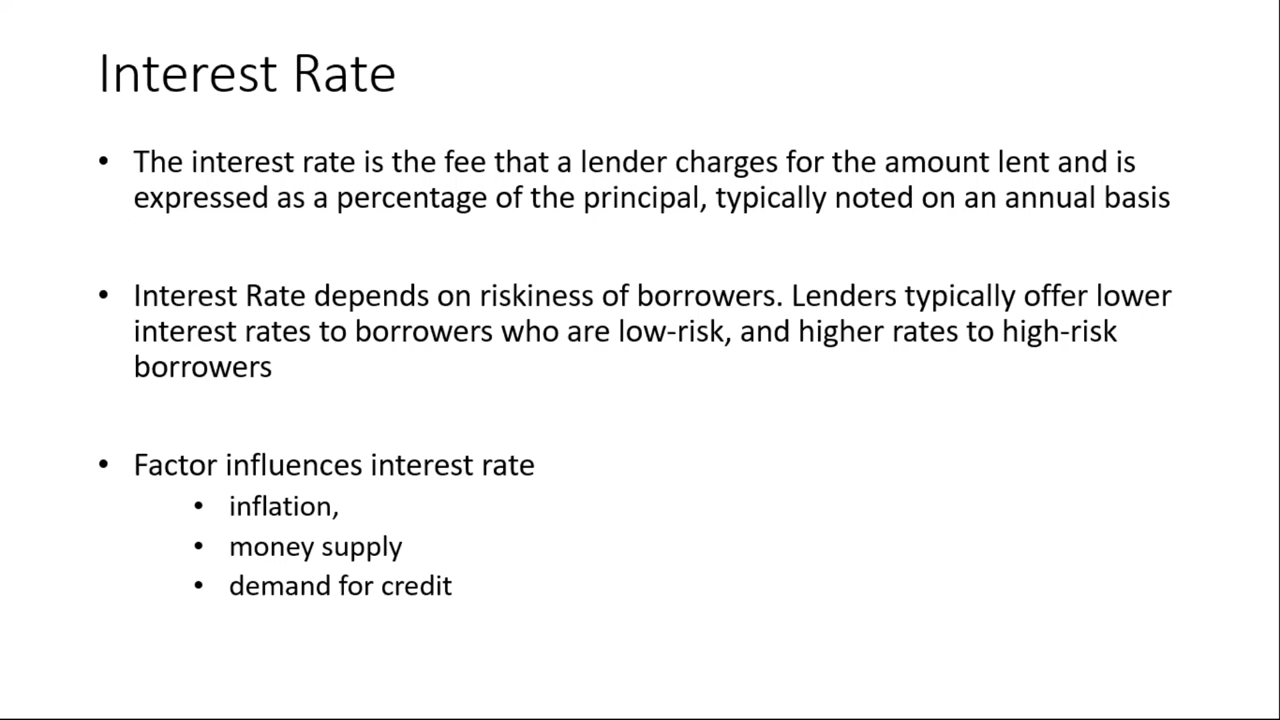 Interest Rate
• The interest rate is the fee that a lender charges for the amount lent and is
expressed as a percentage of the principal, typically noted on an annual basis
• Interest Rate depends on riskiness of borrowers. Lenders typically offer lower
interest rates to borrowers who are low-risk, and higher rates to high-risk
borrowers
• Factor influences interest rate
• inflation,
• money supply
• demand for credit